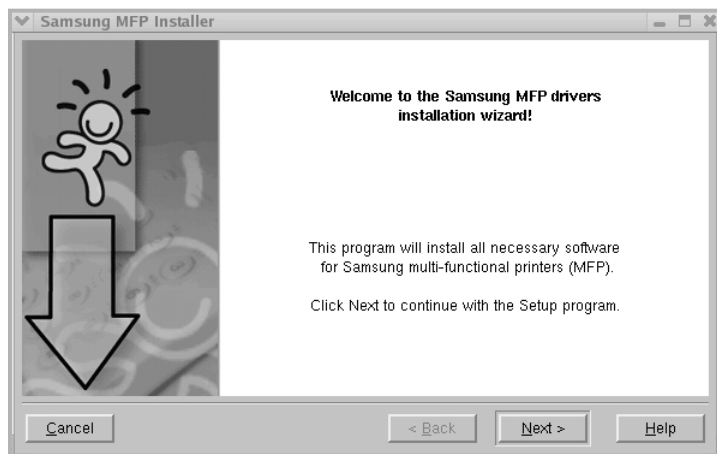 Samsung MFP Installer
Welcome to the Samsung MFP drivers
installation wizard!
This program will install all necessary software
for Samsung multi-functional printers (MFP).
Click Next to continue with the Setup program.
Cancel
< Back
Next >
Help